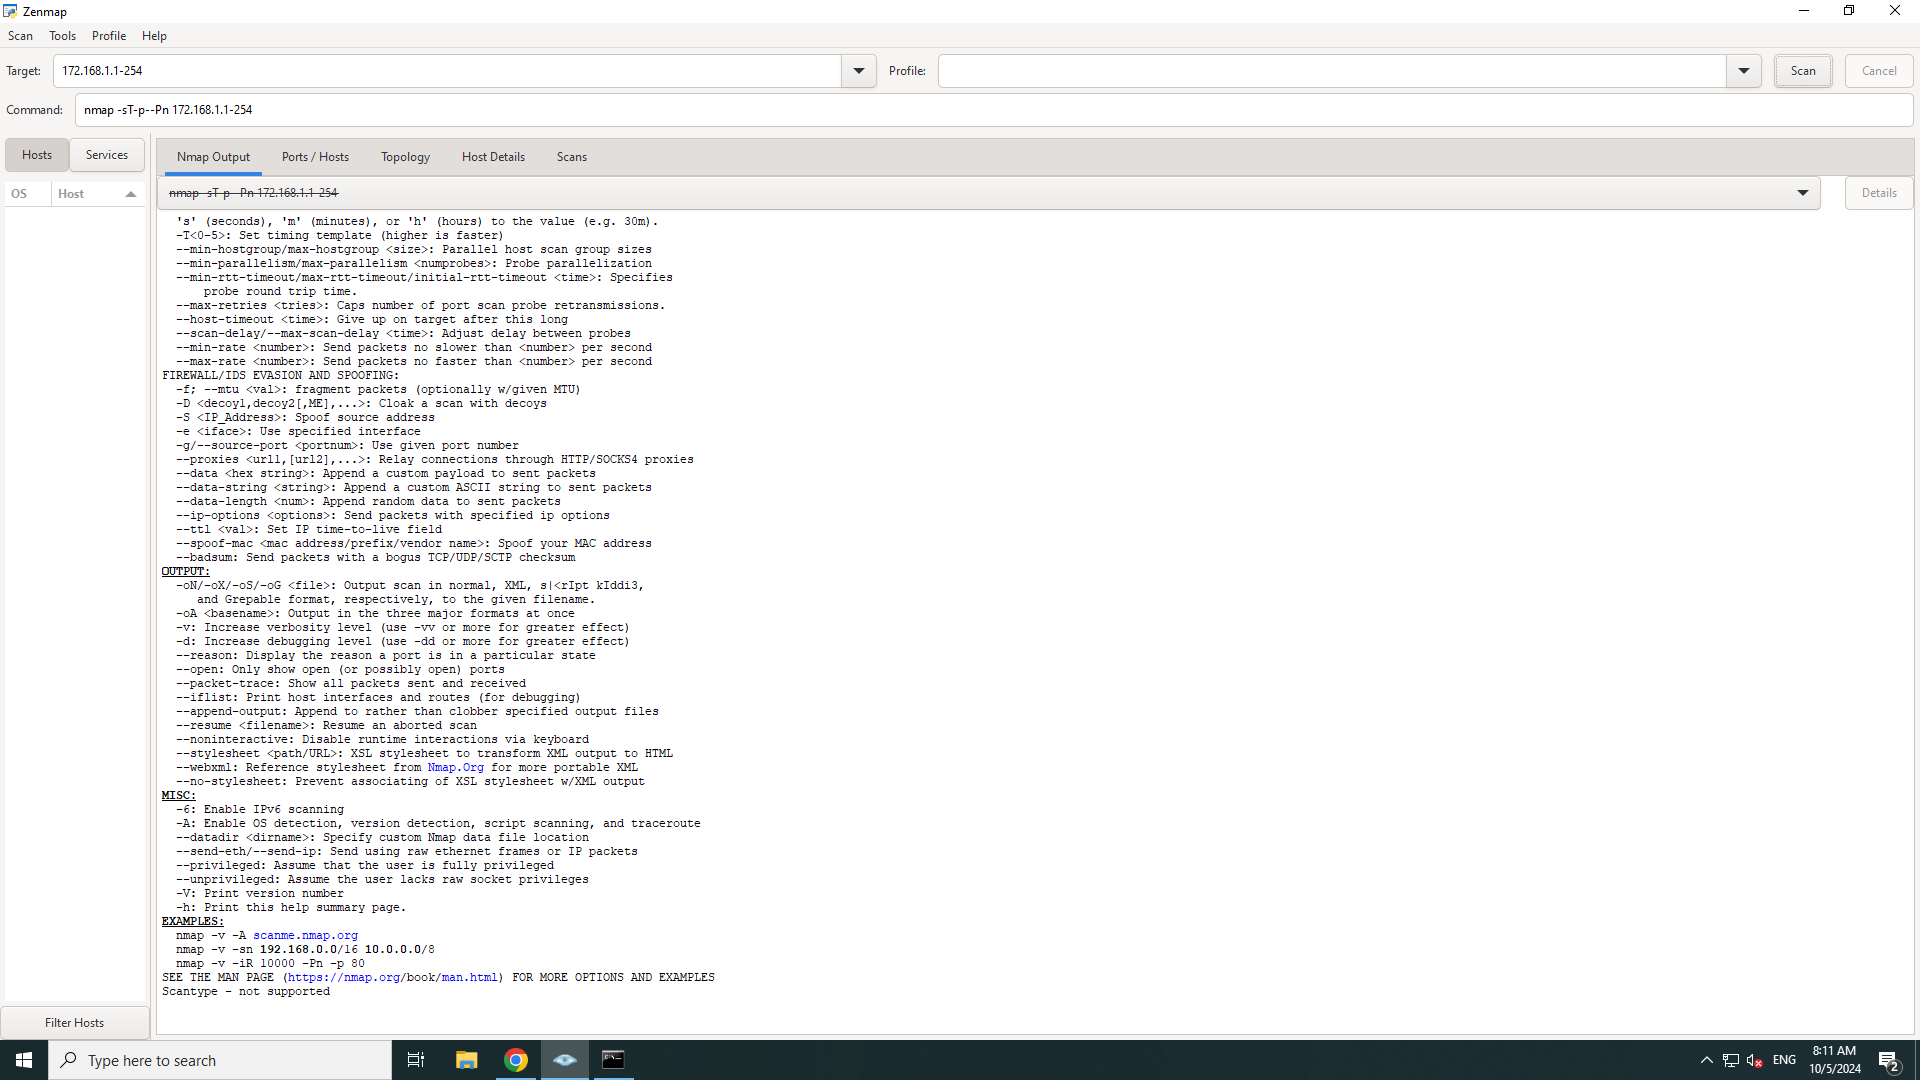 Zenmap
Scan Tools Profile Help
Target: 172.168.1.1-254 Profile: Scan Cancel
Command: nmap -sT-p--Pn 172.168.1.1-254
Hosts Services Nmap Output Ports / Hosts Topology Host Details Scans
OS Host nmap -sT-p--Pn 172.168.1.1-254 Details
's' (seconds), 'm' (minutes), or 'h' (hours) to the value (e.g. 30m).
-T<0-5>: Set timing template (higher is faster)
--min-hostgroup/max-hostgroup <size>: Parallel host scan group sizes
--min-parallelism/max-parallelism <numprobes>: Probe parallelization
--min-rtt-timeout/max-rtt-timeout/initial-rtt-timeout <time>: Specifies
probe round trip time.
--max-retries <tries>: Caps number of port scan probe retransmissions.
--host-timeout <time>: Give up on target after this long
--scan-delay/--max-scan-delay <time>: Adjust delay between probes
--min-rate <number>: Send packets no slower than <number> per second
--max-rate <number>: Send packets no faster than <number> per second
FIREWALL/IDS EVASION AND SPOOFING:
-f; --mtu <val>: fragment packets (optionally w/given MTU)
-D <decoy1,decoy2[,ME],...>: Cloak a scan with decoys
-S <IP_Address>: Spoof source address
-e <iface>: Use specified interface
-g/--source-port <portnum>: Use given port number
--proxies <url1,[url2],...>: Relay connections through HTTP/SOCKS4 proxies
--data <hex string>: Append a custom payload to sent packets
--data-string <string>: Append a custom ASCII string to sent packets
--data-length <num>: Append random data to sent packets
--ip-options <options>: Send packets with specified ip options
--ttl <val>: Set IP time-to-live field
--spoof-mac <mac address/prefix/vendor name>: Spoof your MAC address
--badsum: Send packets with a bogus TCP/UDP/SCTP checksum
OUTPUT:
-oN/-oX/-oS/-oG <file>: Output scan in normal, XML, s|<rIpt kIddi3,
and Grepable format, respectively, to the given filename.
-oA <basename>: Output in the three major formats at once
-v: Increase verbosity level (use -vv or more for greater effect)
-d: Increase debugging level (use -dd or more for greater effect)
--reason: Display the reason a port is in a particular state
--open: Only show open (or possibly open) ports
--packet-trace: Show all packets sent and received
--iflist: Print host interfaces and routes (for debugging)
--append-output: Append to rather than clobber specified output files
--resume <filename>: Resume an aborted scan
--noninteractive: Disable runtime interactions via keyboard
--stylesheet <path/URL>: XSL stylesheet to transform XML output to HTML
--webxml: Reference stylesheet from Nmap.Org for more portable XML
--no-stylesheet: Prevent associating of XSL stylesheet w/XML output
MISC:
-6: Enable IPv6 scanning
-A: Enable OS detection, version detection, script scanning, and traceroute
--datadir <dirname>: Specify custom Nmap data file location
--send-eth/--send-ip: Send using raw ethernet frames or IP packets
--privileged: Assume that the user is fully privileged
--unprivileged: Assume the user lacks raw socket privileges
-V: Print version number
-h: Print this help summary page.
EXAMPLES:
nmap -v -A scanme.nmap.org
nmap -v -sn 192.168.0.0/16 10.0.0.0/8
nmap -v -iR 10000 -Pn -p 80
SEE THE MAN PAGE (https://nmap.org/book/man.html) FOR MORE OPTIONS AND EXAMPLES
Scantype - not supported
Filter Hosts
Type here to search ENG 8:11 AM 2
10/5/2024